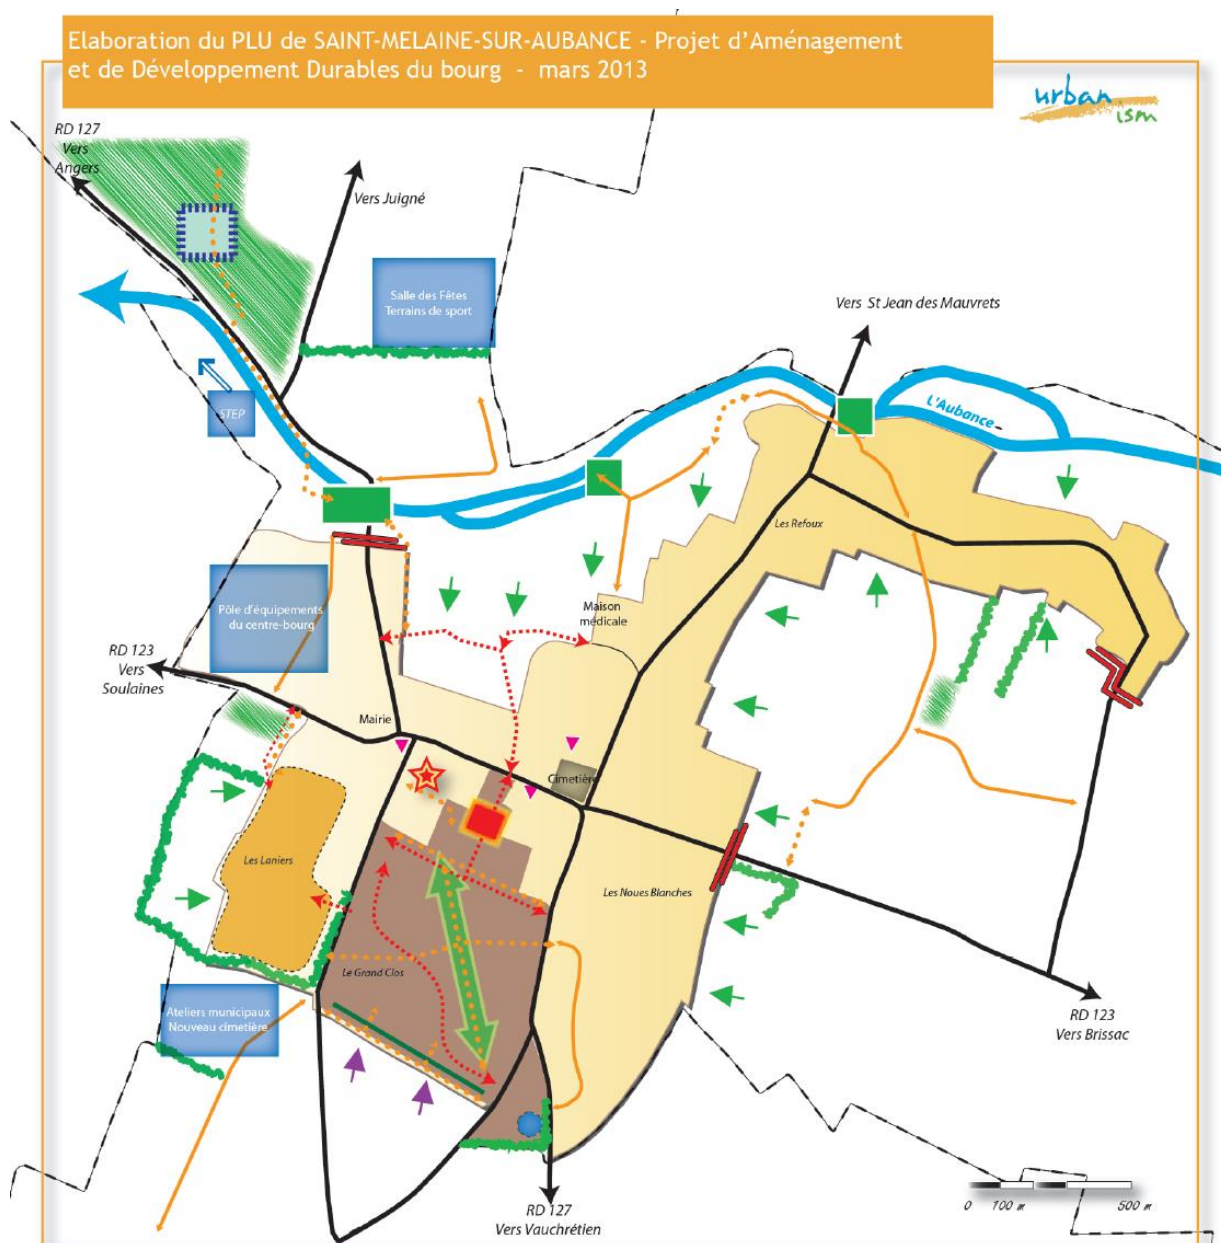 Elaboration du PLU de SAINT-MELAINE-SUR-AUBANCE - Projet d'Aménagement
et de Développement Durables du bourg - mars 2013
urban
ism
RD 127
Vers
Angers
Vers Juigné
Salle des Fêtes
Terrains de sport
Vers St Jean des Mauvrets
STEP
L'Aubance
Les Refoux
Pôle d'équipements
du centre-bourg
Maison
médicale
RD 123
Vers
Soulaines
Mairie
Cimetière
Les Laniers
Les Noues Blanches
Le Grand Clos
Ateliers municipaux
Nouveau cimetière
RD 123
Vers Brissac
RD 127
Vers Vauchrétien
0 100 m 500 m